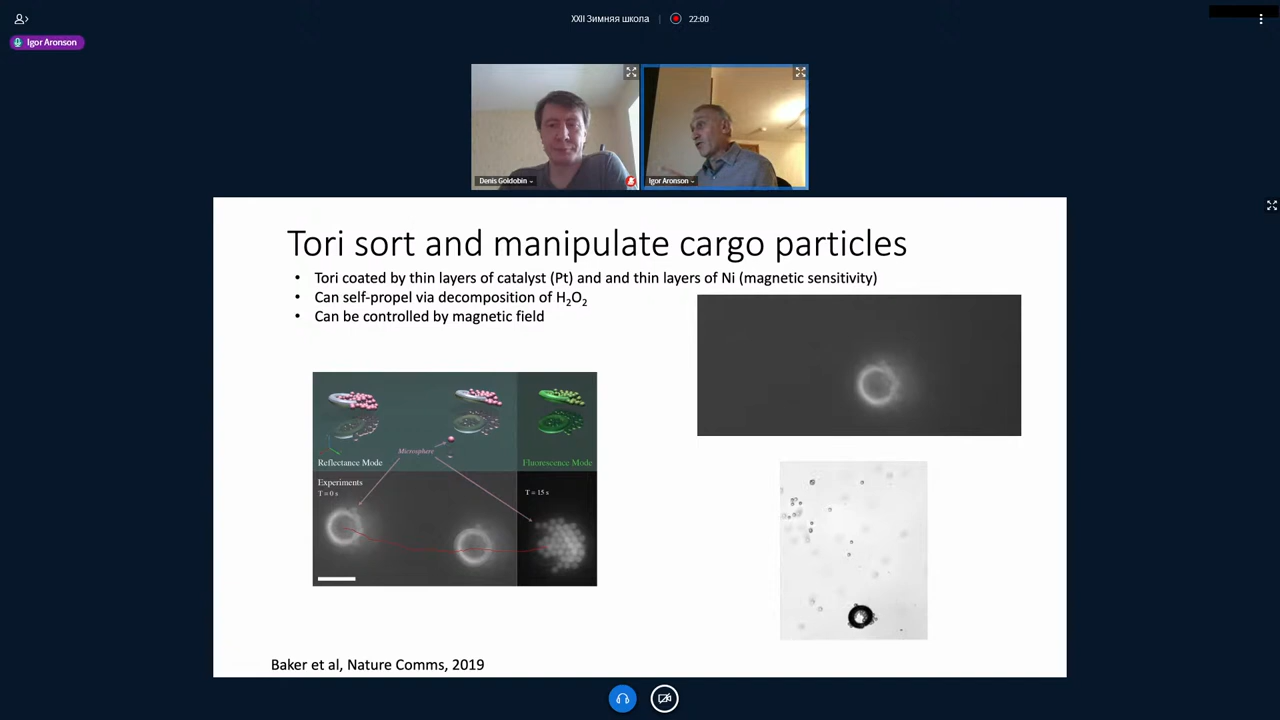 XXII Зимняя школа
22:00
Igor Aronson
Denis Goldobin
Igor Aronson
Tori sort and manipulate cargo particles
• Tori coated by thin layers of catalyst (Pt) and and thin layers of Ni (magnetic sensitivity)
• Can self-propel via decomposition of H₂O₂
• Can be controlled by magnetic field
Microsphere
Reflectance Mode
Fluorescence Mode
Experiments
T = 0 s
T = 15 s
Baker et al, Nature Comms, 2019